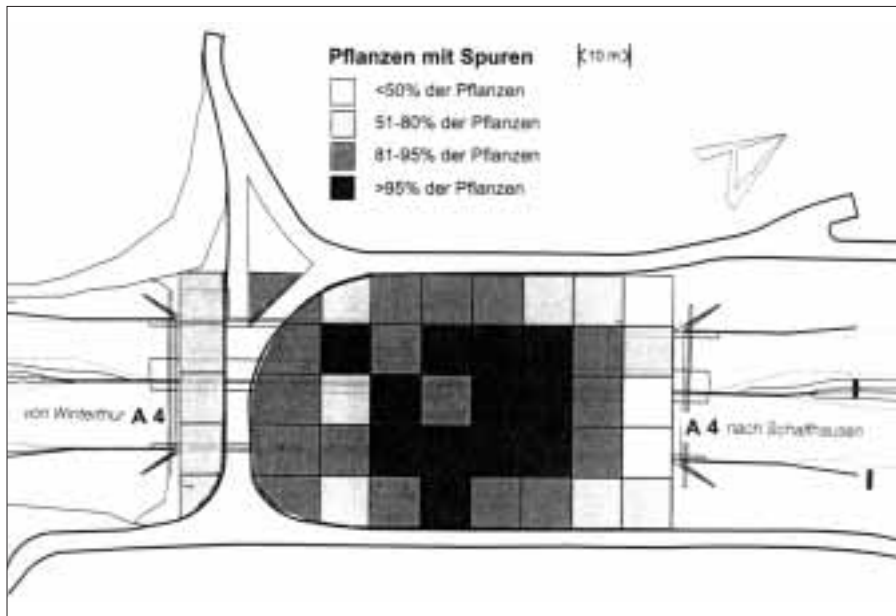 Pflanzen mit Spuren
(10 m)
<50% der Pflanzen
51-80% der Pflanzen
81-95% der Pflanzen
>95% der Pflanzen
von Winterthur A 4
A 4 nach Schaffhausen